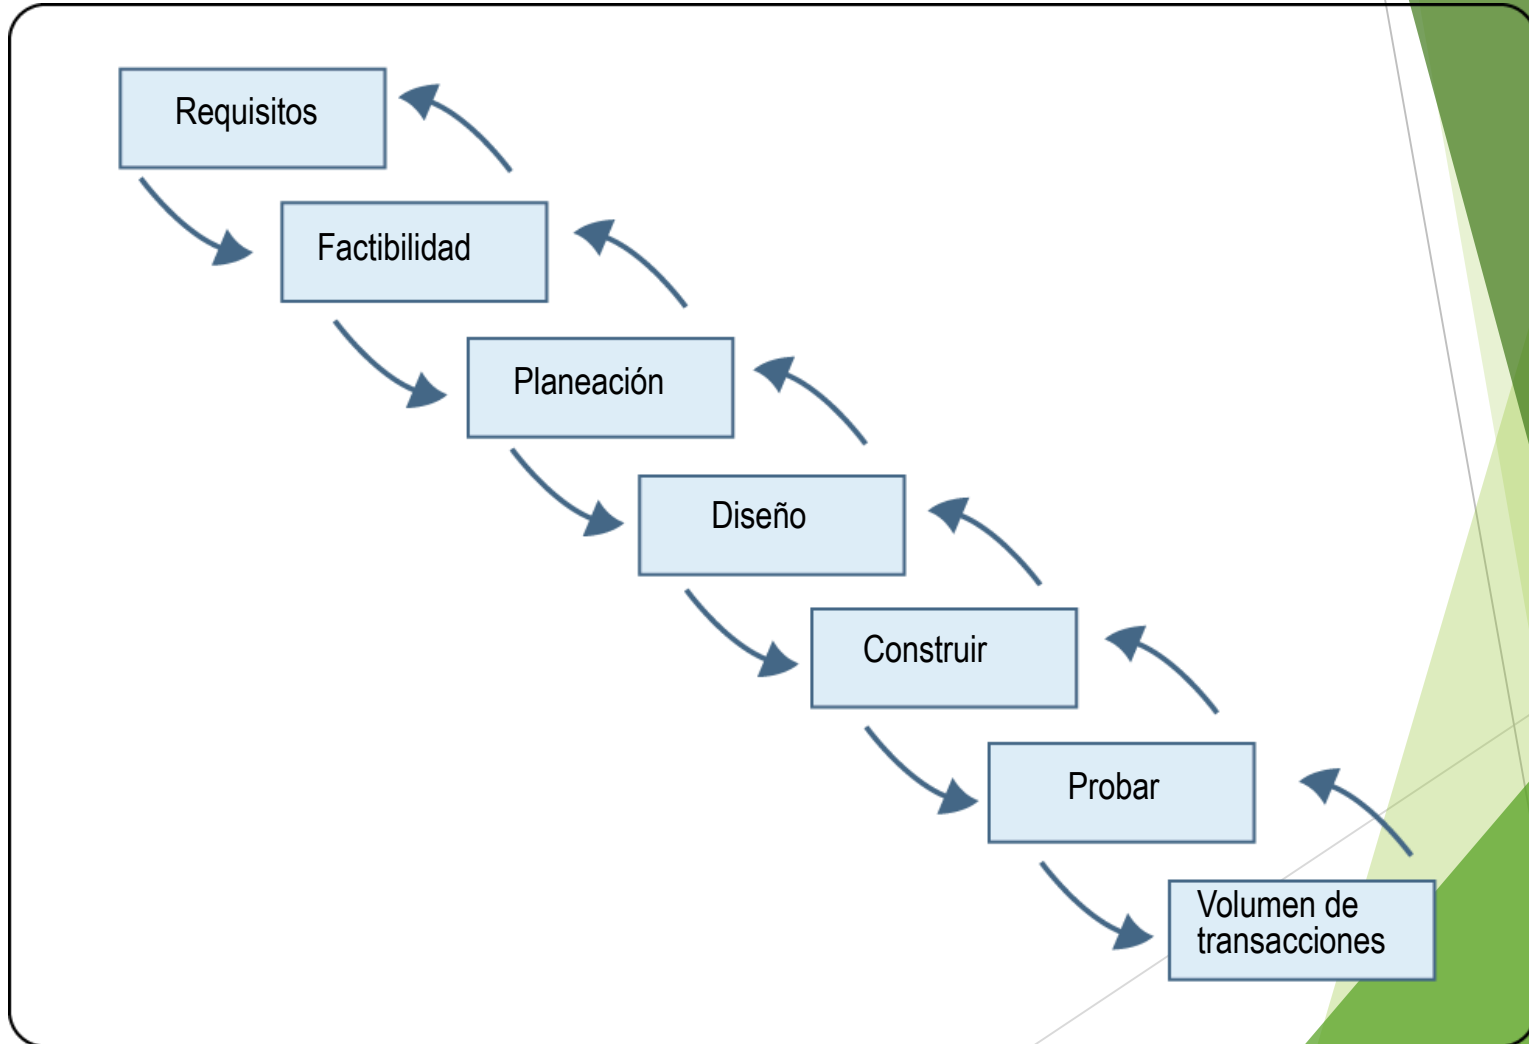 Requisitos
Factibilidad
Planeación
Diseño
Construir
Probar
Volumen de
transacciones